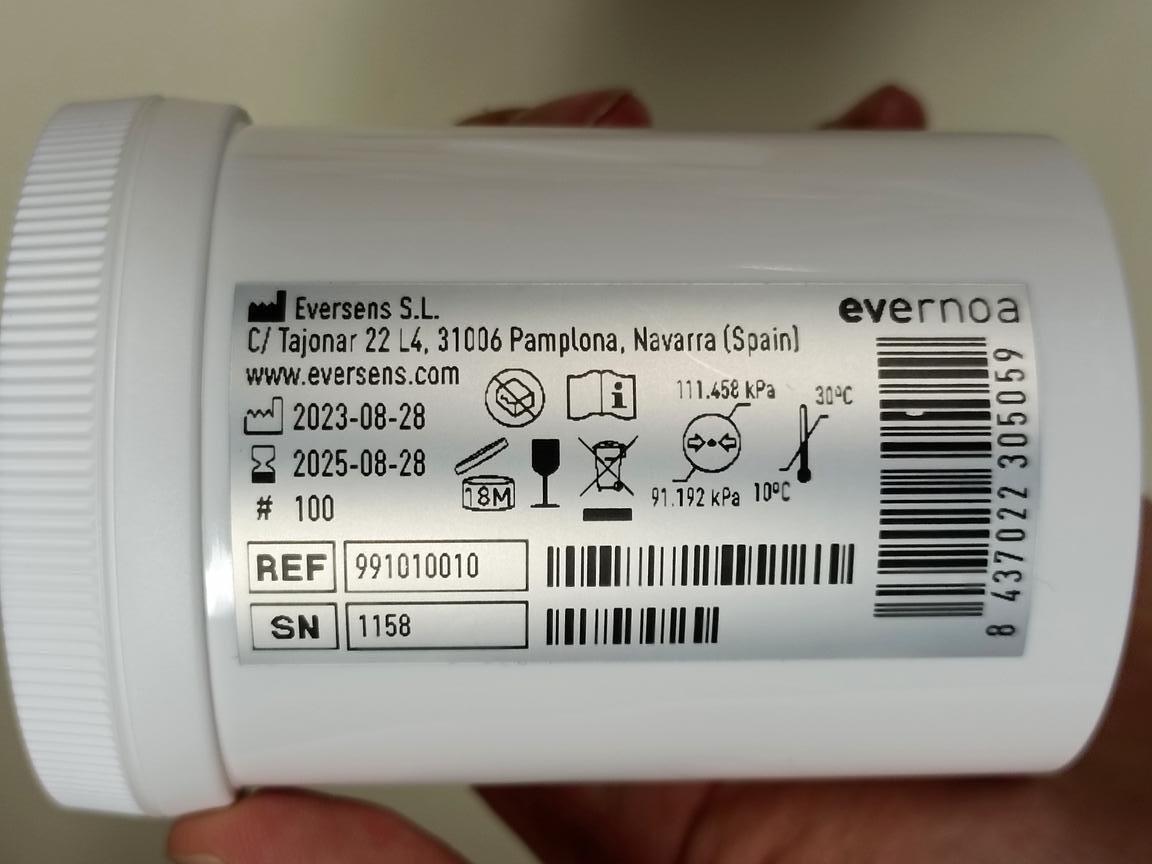 Eversens S.L.
C/ Tajonar 22 L4, 31006 Pamplona, Navarra (Spain)
www.eversens.com
2023-08-28
2025-08-28
# 100
18M
111.458 kPa
91.192 kPa
30ºC
10ºC
REF 991010010
SN 1158
evernoa
8 437022 305059